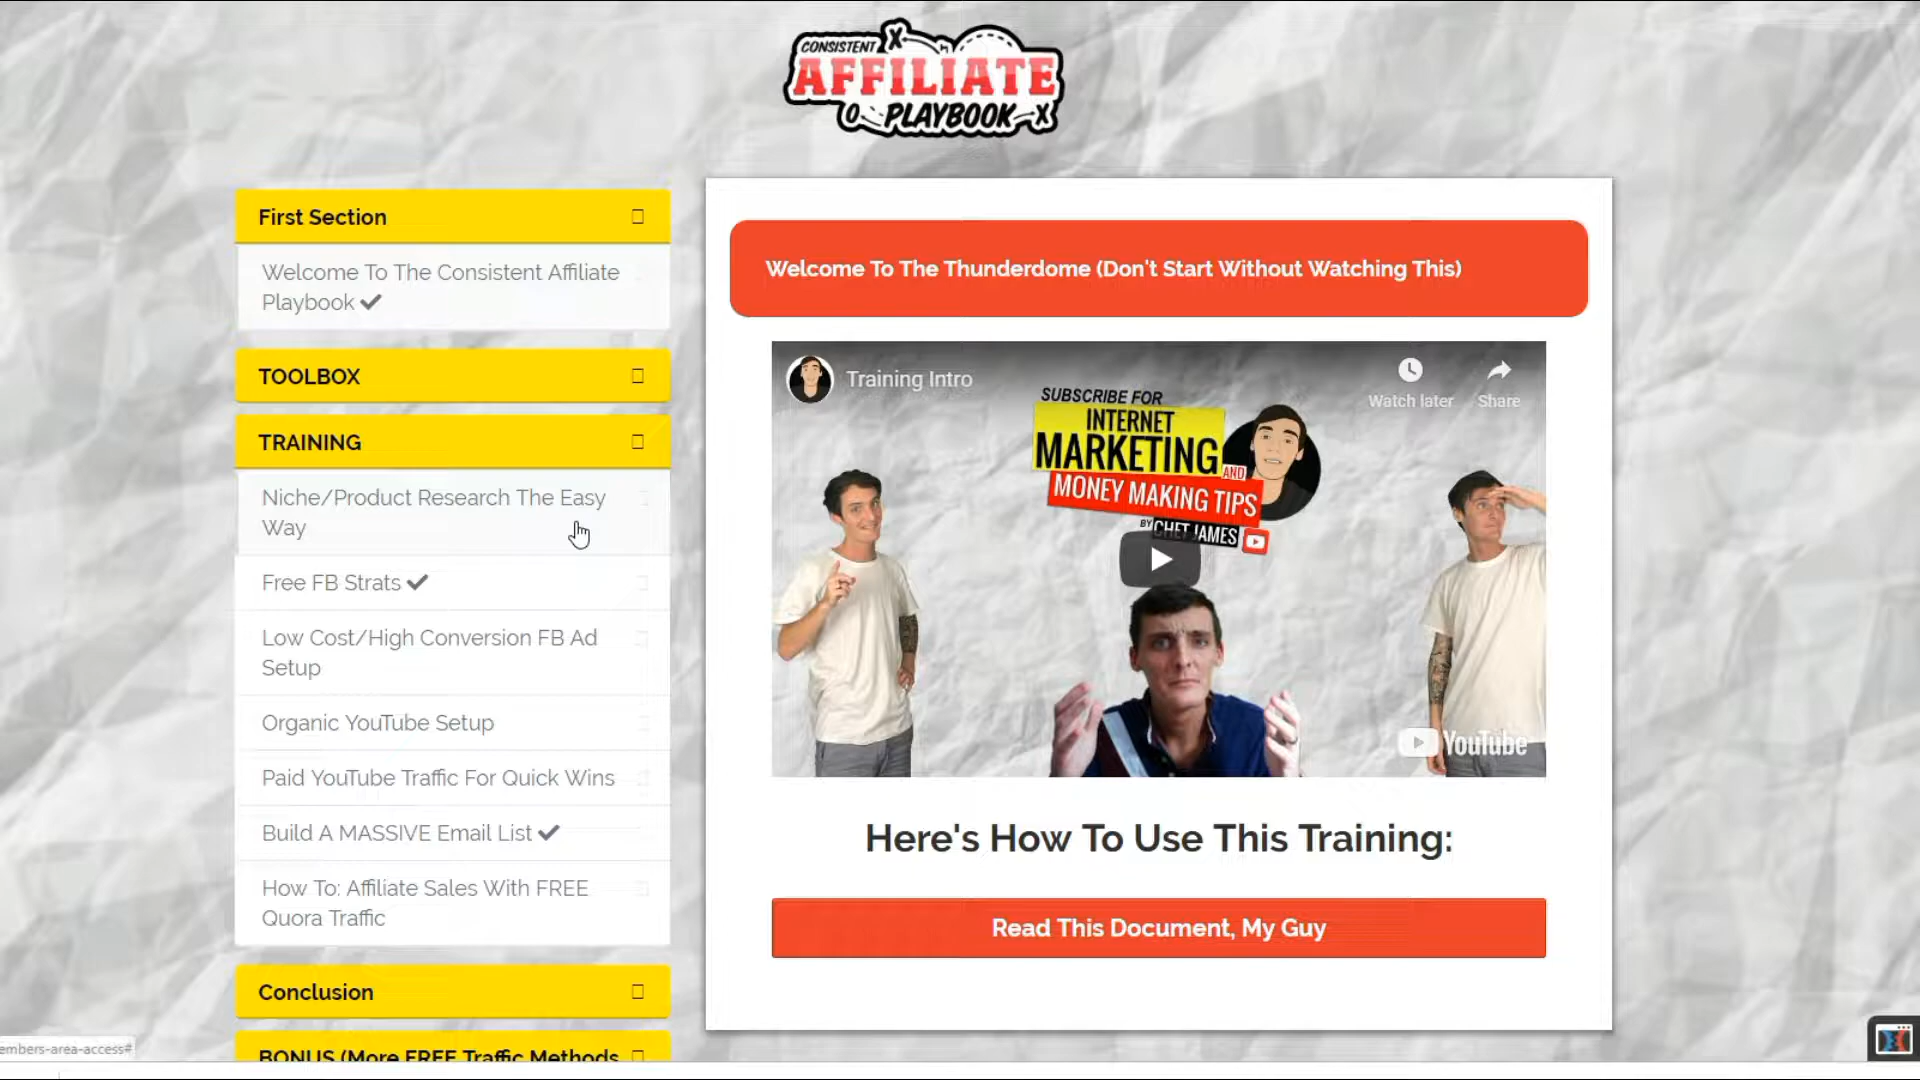 CONSISTENT
AFFILIATE
PLAYBOOK
First Section
Welcome To The Consistent Affiliate
Playbook
TOOLBOX
TRAINING
Niche/Product Research The Easy
Way
Free FB Strats
Low Cost/High Conversion FB Ad
Setup
Organic YouTube Setup
Paid YouTube Traffic For Quick Wins
Build A MASSIVE Email List
How To: Affiliate Sales With FREE
Quora Traffic
Conclusion
BONUS (More FREE Traffic Methods
Welcome To The Thunderdome (Don't Start Without Watching This)
Training Intro
Watch later
Share
SUBSCRIBE FOR
INTERNET
MARKETING
AND
MONEY MAKING TIPS
BY CHET JAMES
YouTube
Here's How To Use This Training:
Read This Document, My Guy
embers-area-access#